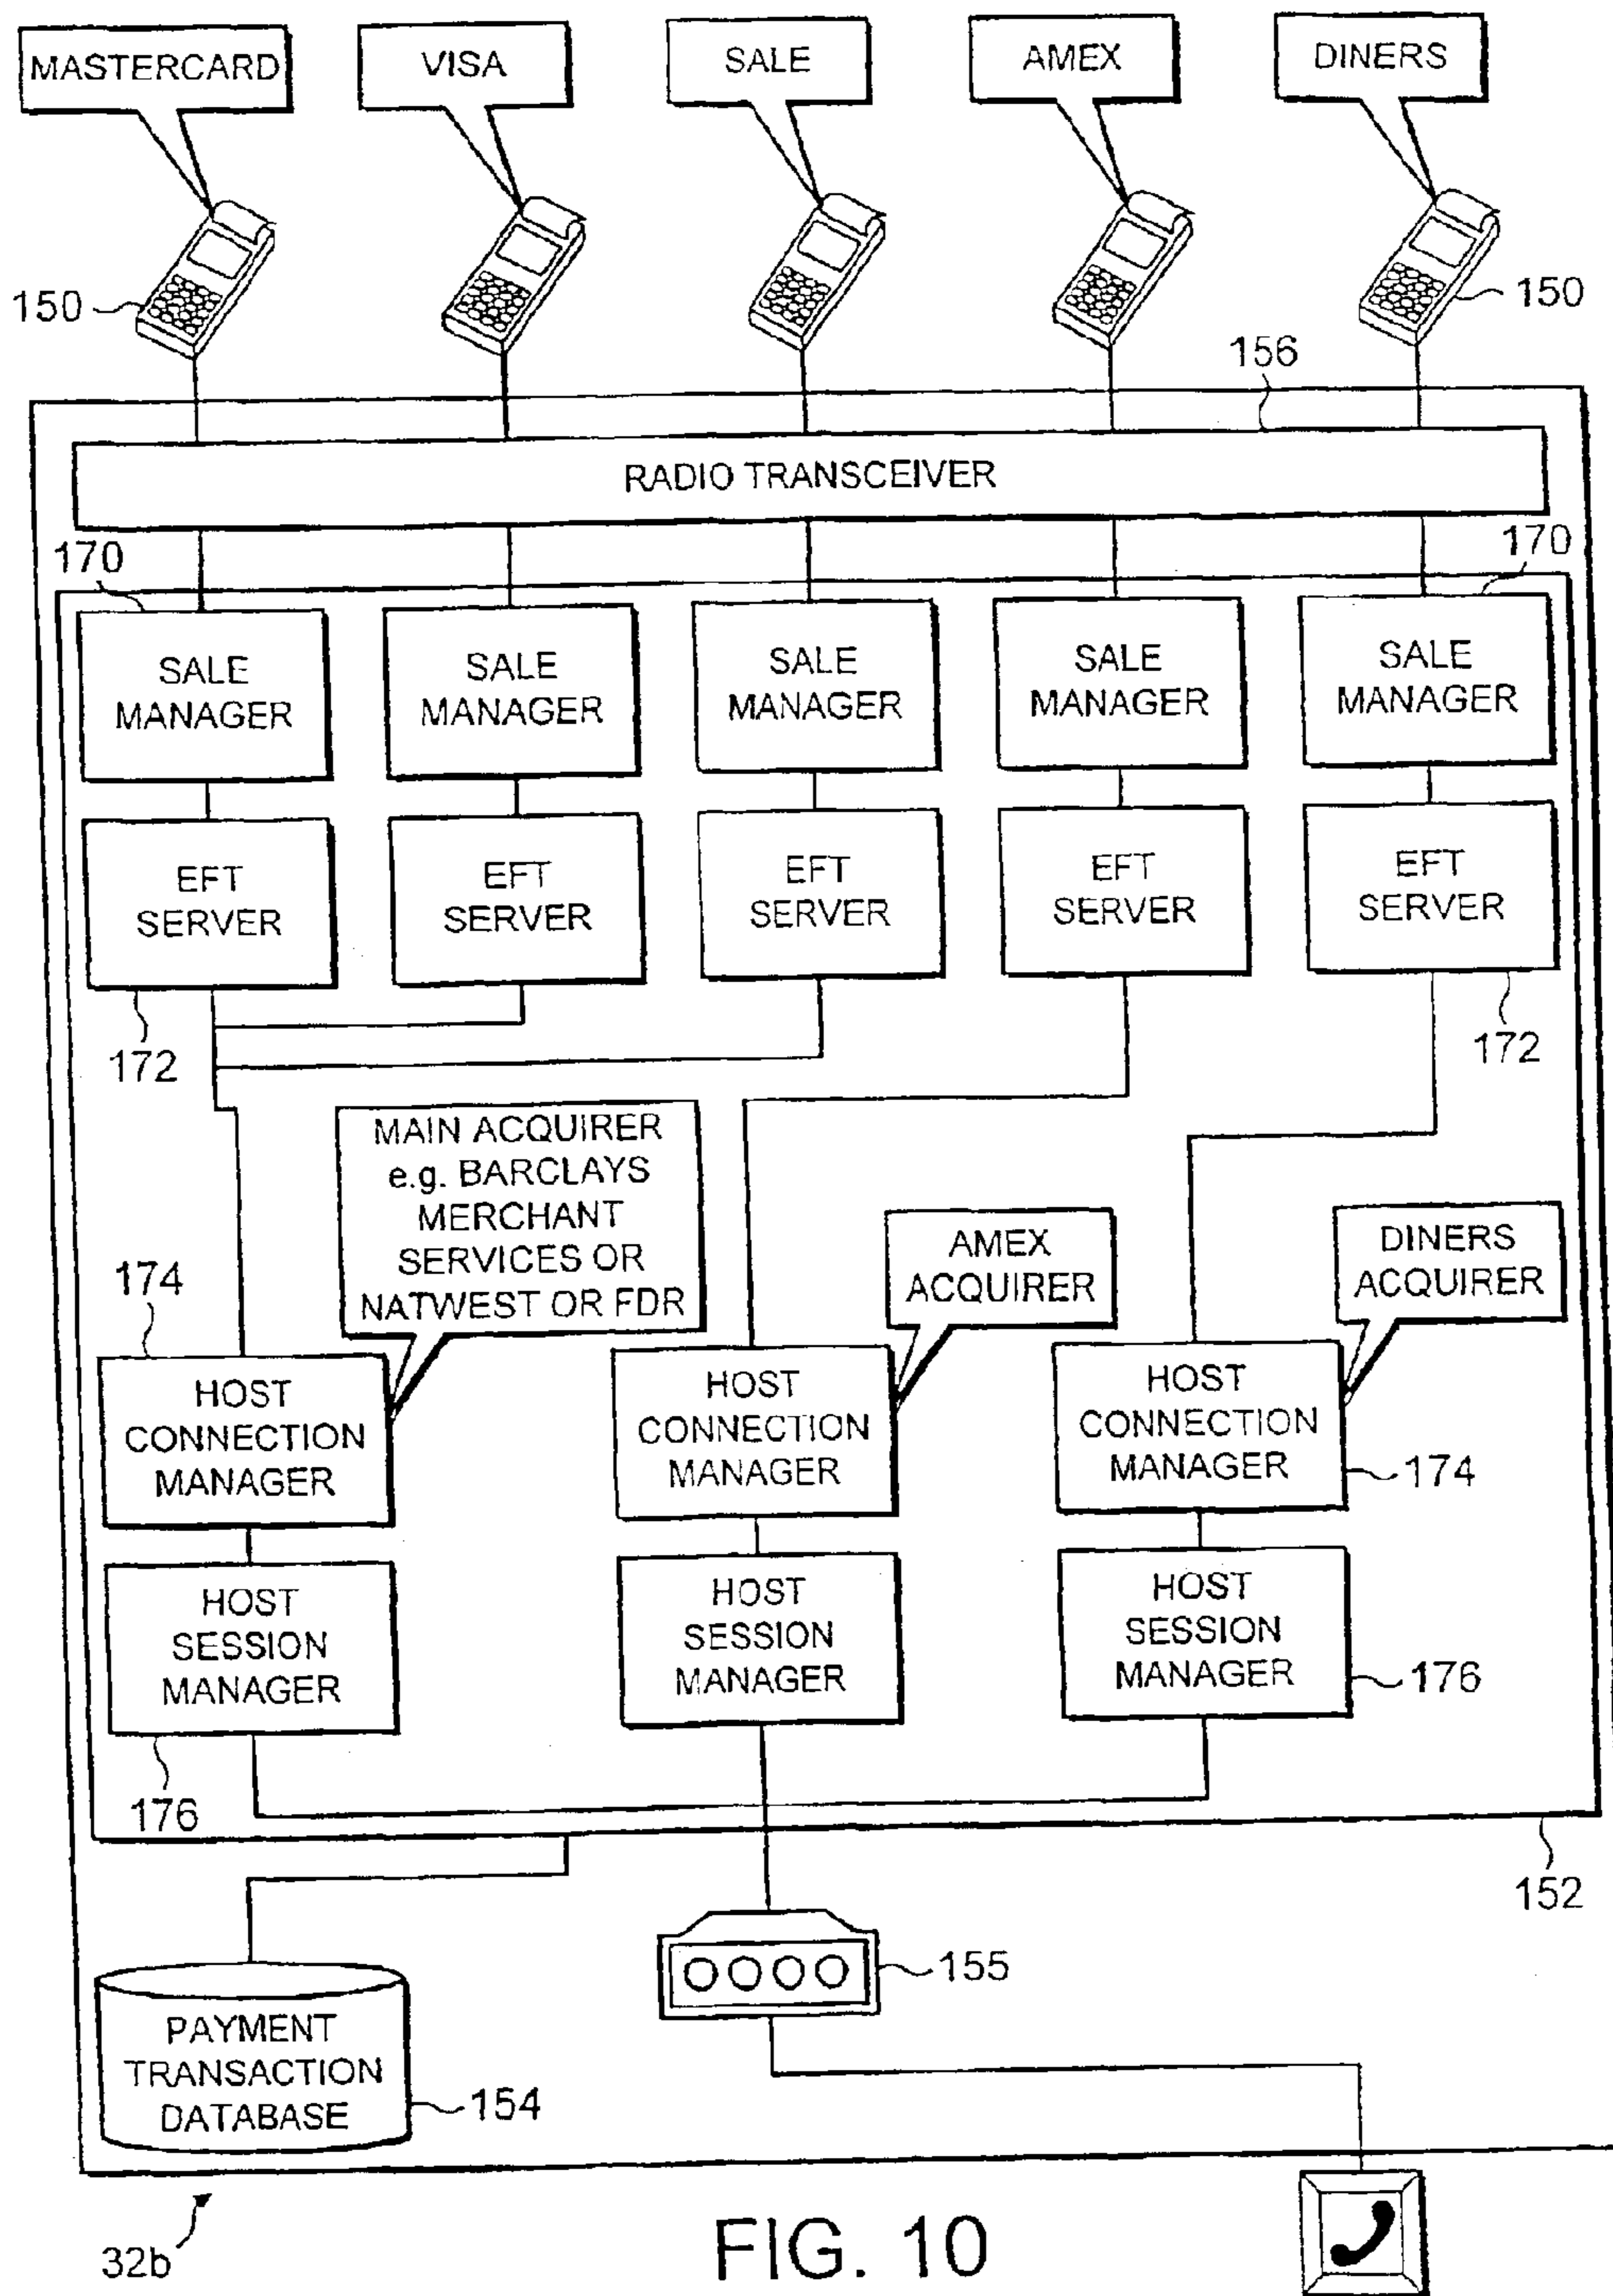 MASTERCARD
VISA
SALE
AMEX
DINERS
150
150
156
RADIO TRANSCEIVER
170
170
SALE
MANAGER
SALE
MANAGER
SALE
MANAGER
SALE
MANAGER
SALE
MANAGER
EFT
SERVER
EFT
SERVER
EFT
SERVER
EFT
SERVER
EFT
SERVER
172
172
MAIN ACQUIRER
e.g. BARCLAYS
MERCHANT
SERVICES OR
NATWEST OR FDR
AMEX
ACQUIRER
DINERS
ACQUIRER
174
HOST
CONNECTION
MANAGER
HOST
CONNECTION
MANAGER
HOST
CONNECTION
MANAGER
174
HOST
SESSION
MANAGER
HOST
SESSION
MANAGER
HOST
SESSION
MANAGER
176
176
152
155
PAYMENT
TRANSACTION
DATABASE
154
32b
FIG. 10